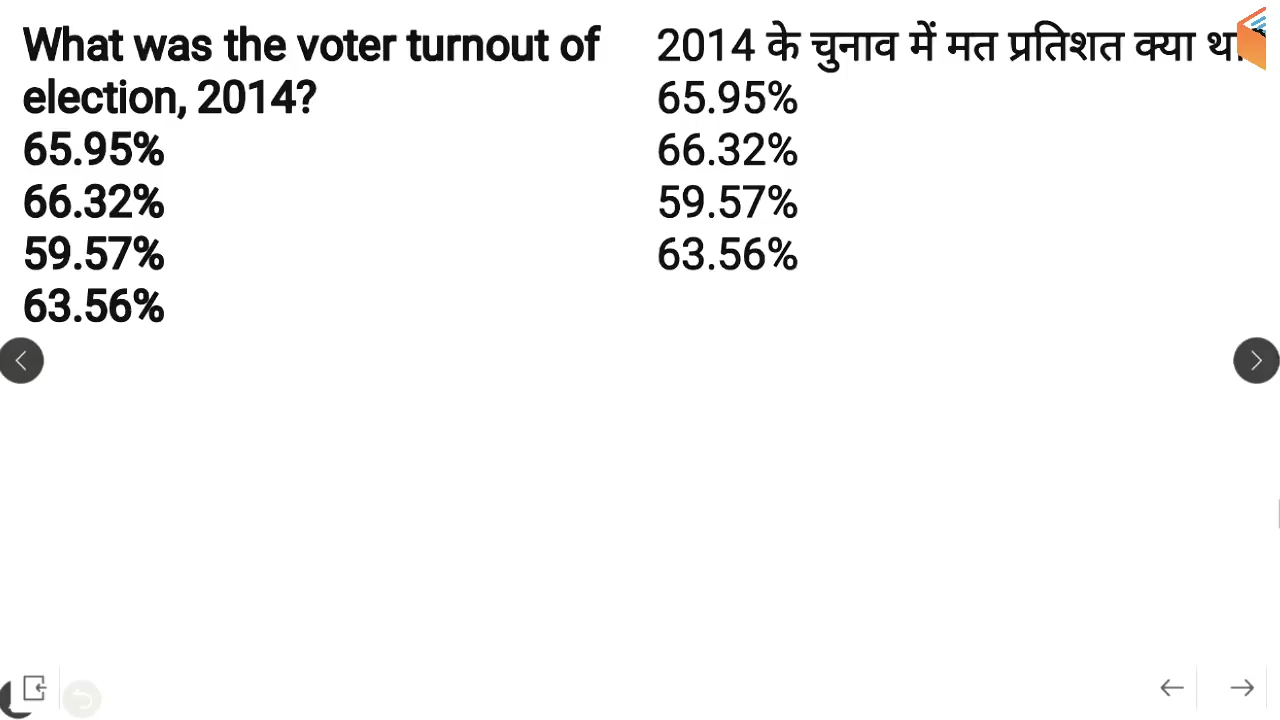 What was the voter turnout of
election, 2014?
65.95%
66.32%
59.57%
63.56%
2014 के चुनाव में मत प्रतिशत क्या था
65.95%
66.32%
59.57%
63.56%